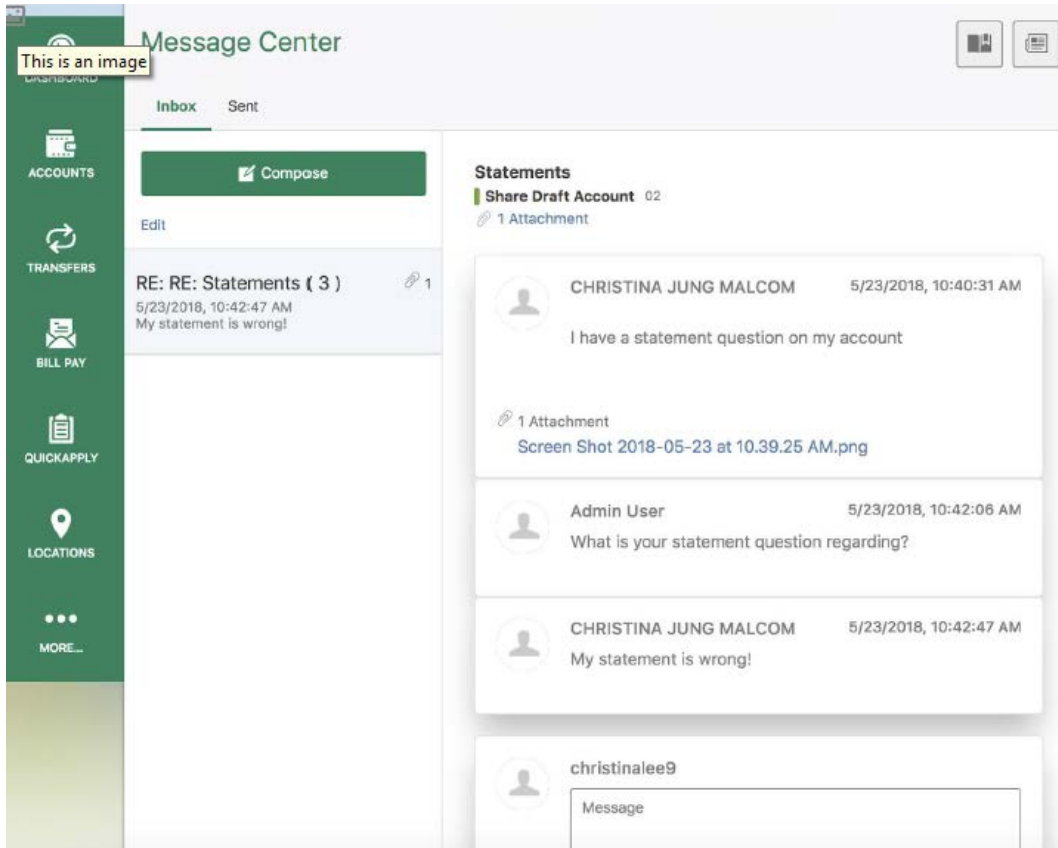 Message Center
This is an image
DASHBOARD
Inbox Sent
ACCOUNTS
TRANSFERS
BILL PAY
QUICKAPPLY
LOCATIONS
MORE...
Compose
Edit
RE: RE: Statements ( 3 ) 1
5/23/2018, 10:42:47 AM
My statement is wrong!
Statements
Share Draft Account 02
1 Attachment
CHRISTINA JUNG MALCOM 5/23/2018, 10:40:31 AM
I have a statement question on my account
1 Attachment
Screen Shot 2018-05-23 at 10.39.25 AM.png
Admin User 5/23/2018, 10:42:06 AM
What is your statement question regarding?
CHRISTINA JUNG MALCOM 5/23/2018, 10:42:47 AM
My statement is wrong!
christinalee9
Message